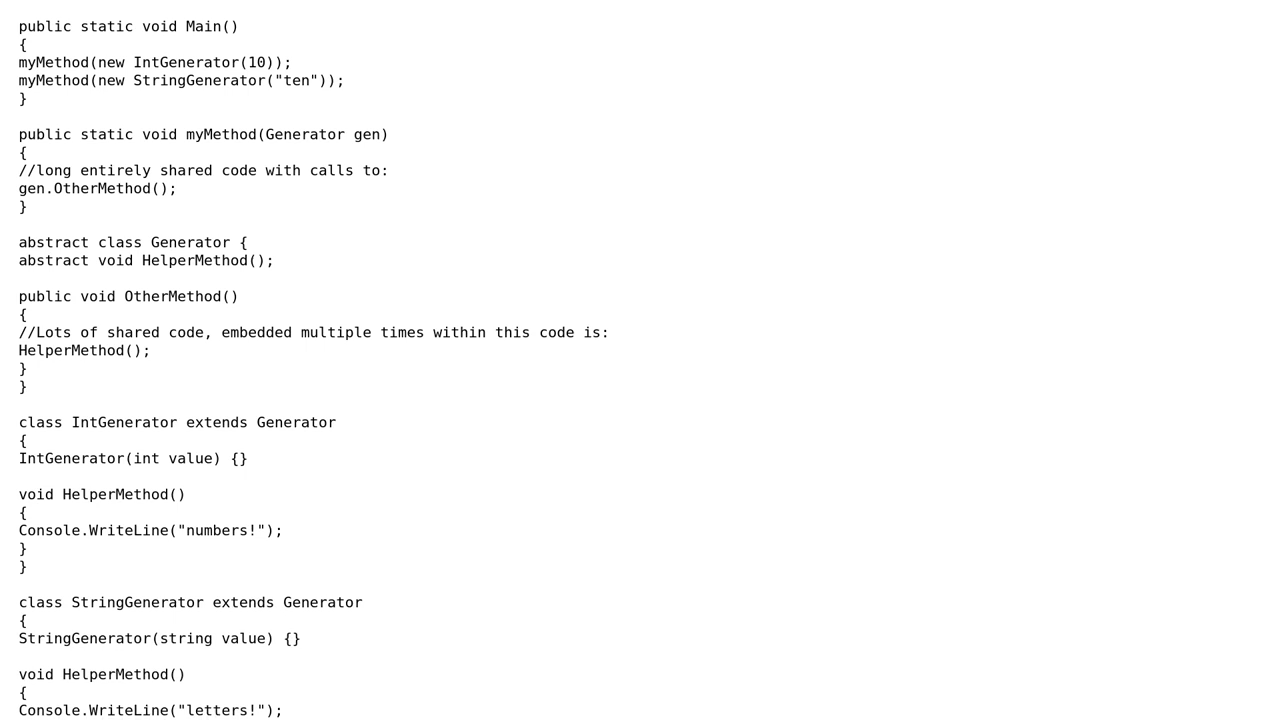 public static void Main()
{
myMethod(new IntGenerator(10));
myMethod(new StringGenerator("ten"));
}
public static void myMethod(Generator gen)
{
//long entirely shared code with calls to:
gen.OtherMethod();
}
abstract class Generator {
abstract void HelperMethod();
public void OtherMethod()
{
//Lots of shared code, embedded multiple times within this code is:
HelperMethod();
}
}
class IntGenerator extends Generator
{
IntGenerator(int value) {}
void HelperMethod()
{
Console.WriteLine("numbers!");
}
}
class StringGenerator extends Generator
{
StringGenerator(string value) {}
void HelperMethod()
{
Console.WriteLine("letters!");